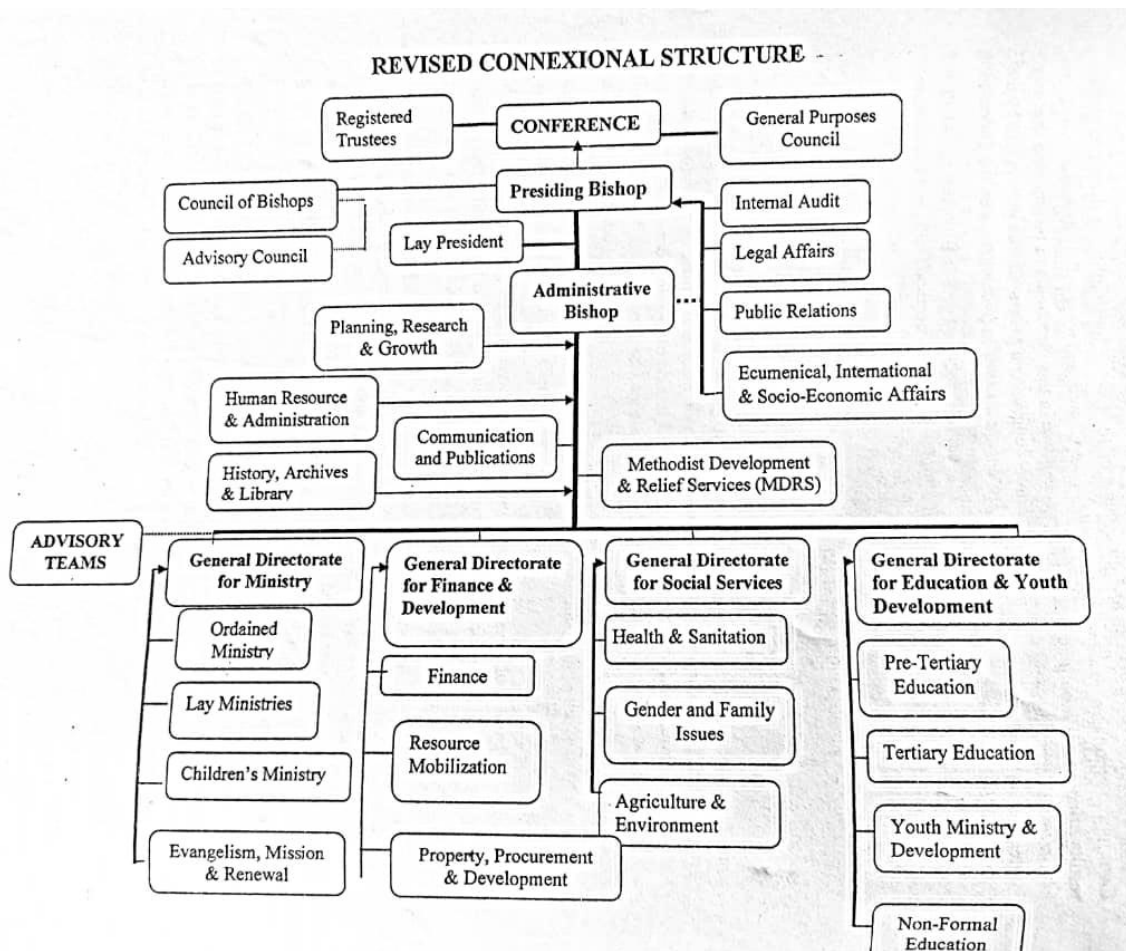 REVISED CONNEXIONAL STRUCTURE
Registered
Trustees
CONFERENCE
General Purposes
Council
Council of Bishops
Presiding Bishop
Internal Audit
Advisory Council
Lay President
Legal Affairs
Administrative
Bishop
Public Relations
Planning, Research
& Growth
Ecumenical, International
& Socio-Economic Affairs
Human Resource
& Administration
Communication
and Publications
History, Archives
& Library
Methodist Development
& Relief Services (MDRS)
ADVISORY
TEAMS
General Directorate
for Ministry
Ordained
Ministry
Lay Ministries
Children's Ministry
Evangelism, Mission
& Renewal
General Directorate
for Finance &
Development
Finance
Resource
Mobilization
Property, Procurement
& Development
General Directorate
for Social Services
Health & Sanitation
Gender and Family
Issues
Agriculture &
Environment
General Directorate
for Education & Youth
Development
Pre-Tertiary
Education
Tertiary Education
Youth Ministry &
Development
Non-Formal
Education